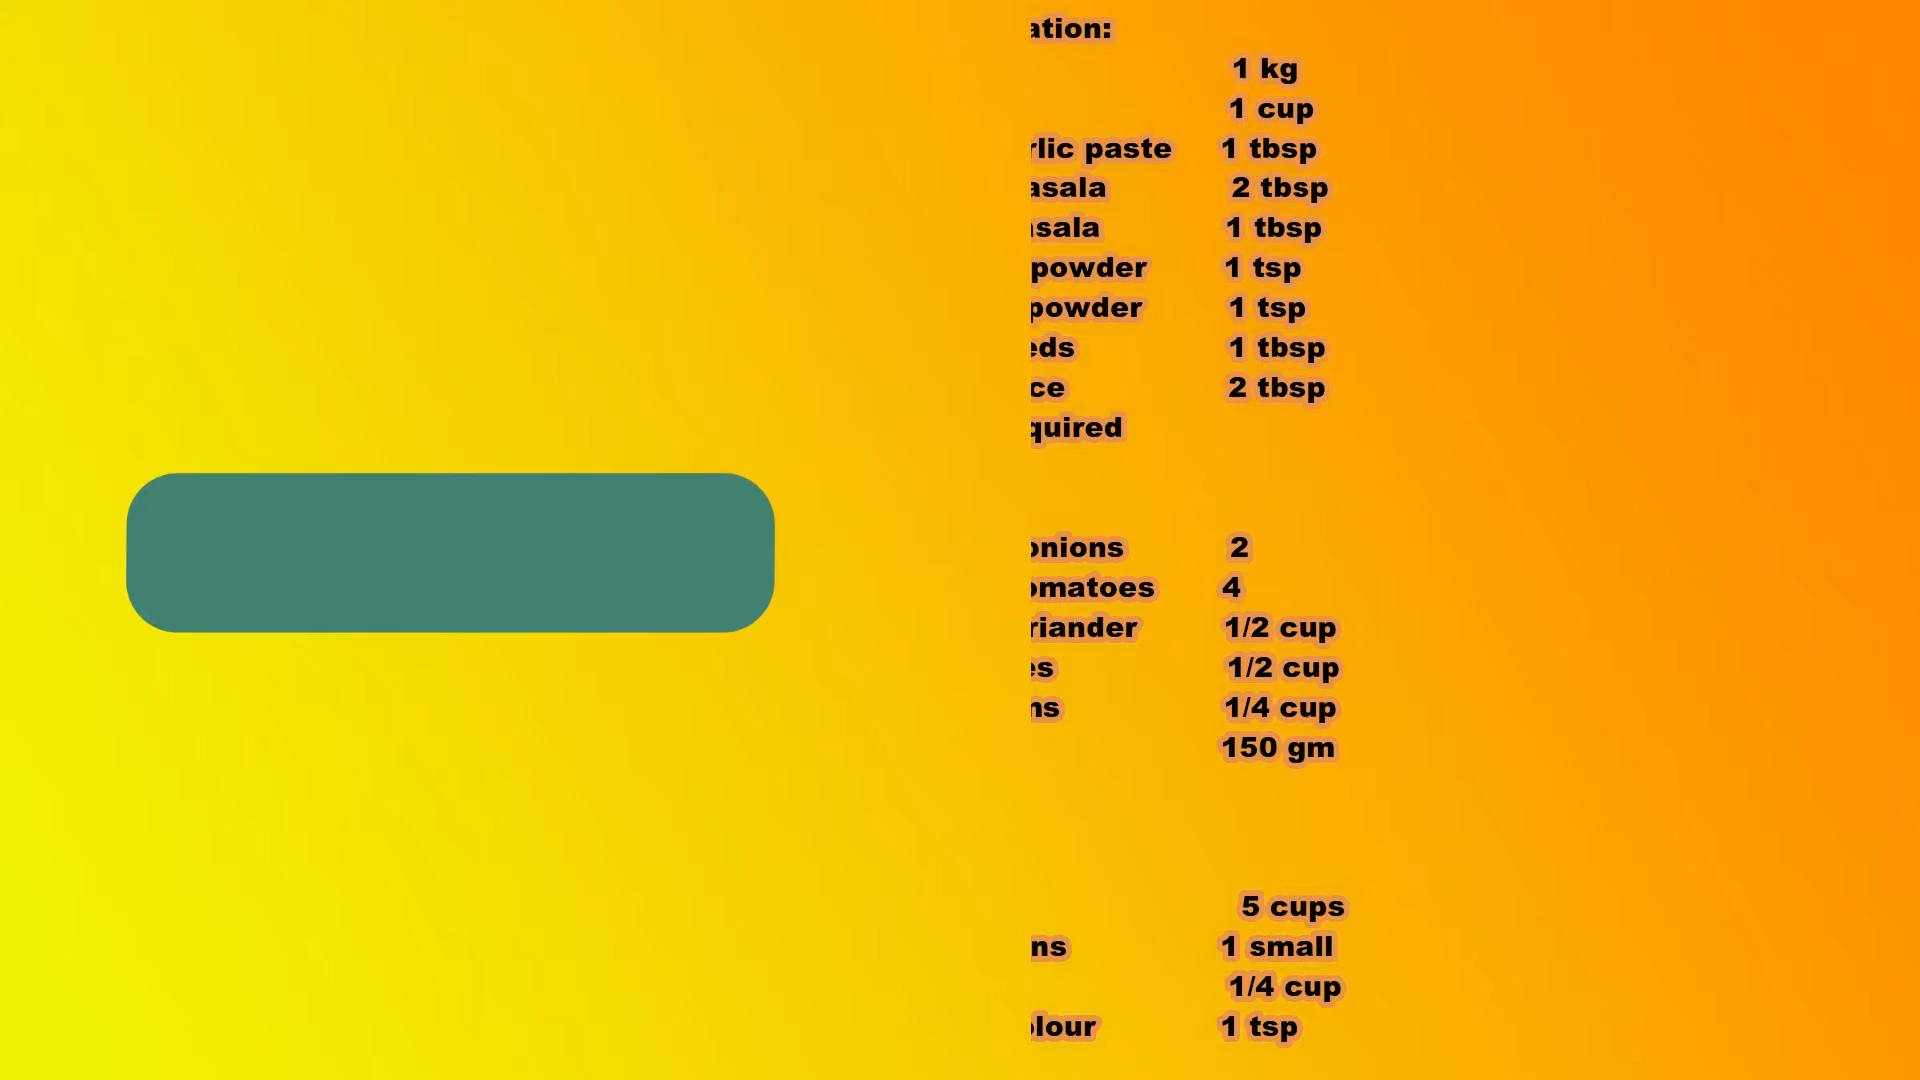 ation: 
1 kg
1 cup
rlic paste 1 tbsp
asala 2 tbsp
sala 1 tbsp
powder 1 tsp
powder 1 tsp
eds 1 tbsp
ce 2 tbsp
quired
onions 2
omatoes 4
riander 1/2 cup
es 1/2 cup
ns 1/4 cup
150 gm
5 cups
ns 1 small
1/4 cup
olour 1 tsp